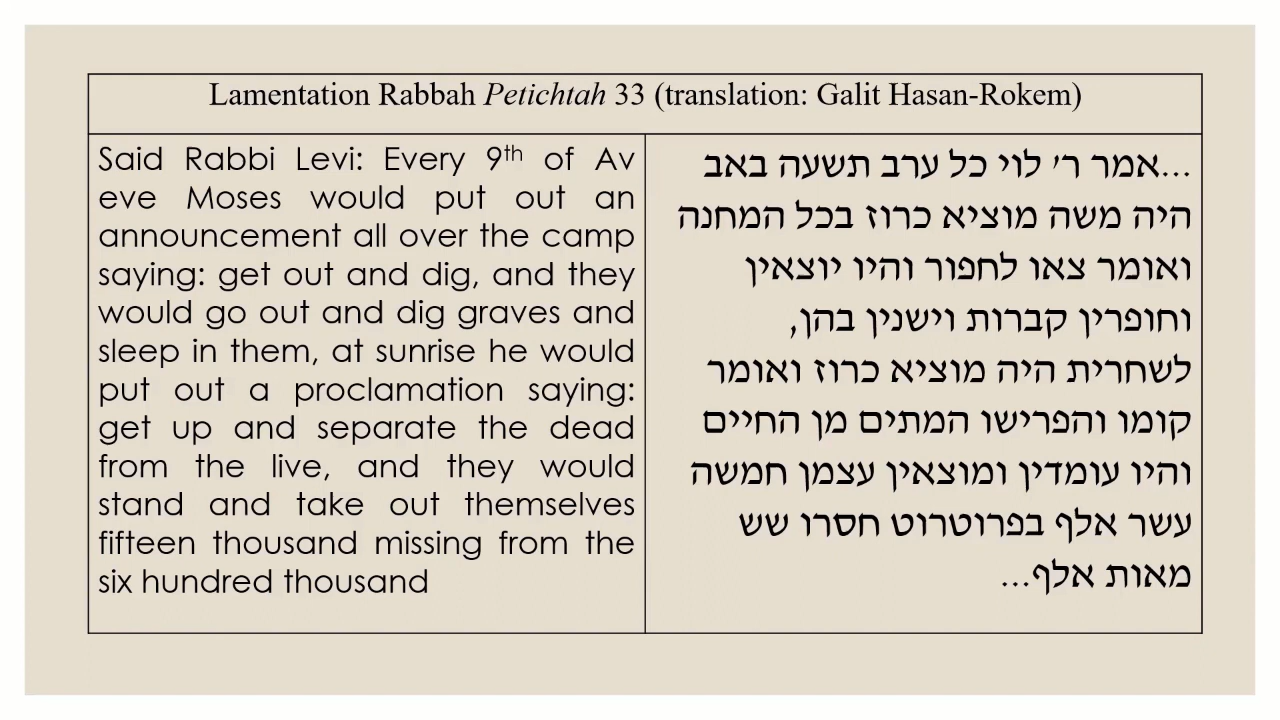 Lamentation Rabbah Petichtah 33 (translation: Galit Hasan-Rokem)
Said Rabbi Levi: Every 9th of Av
eve Moses would put out an
announcement all over the camp
saying: get out and dig, and they
would go out and dig graves and
sleep in them, at sunrise he would
put out a proclamation saying:
get up and separate the dead
from the live, and they would
stand and take out themselves
fifteen thousand missing from the
six hundred thousand
...אמר ר' לוי כל ערב תשעה באב
היה משה מוציא כרוז בכל המחנה
ואומר צאו לחפור והיו יוצאין
וחופרין קברות וישנין בהן,
לשחרית היה מוציא כרוז ואומר
קומו והפרישו המתים מן החיים
והיו עומדין ומוצאין עצמן חמשה
עשר אלף בפרוטרוט חסרו שש
מאות אלף...